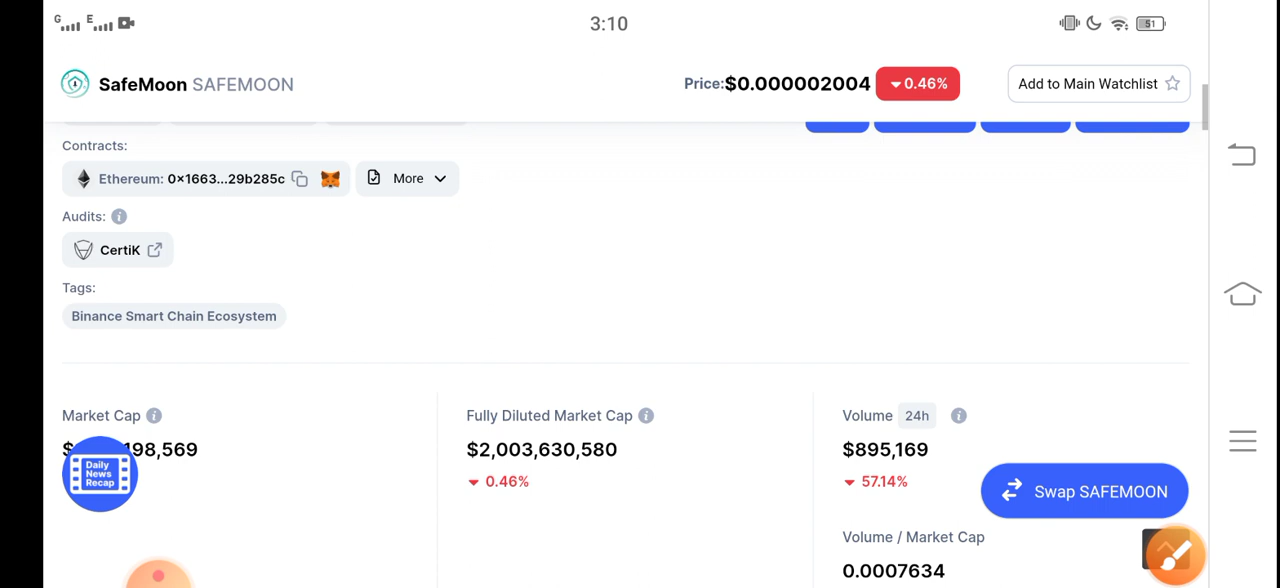 G E 3:10 51
SafeMoon SAFEMOON Price:$0.000002004 0.46% Add to Main Watchlist
Contracts:
Ethereum: 0x1663...29b285c More
Audits:
CertiK
Tags:
Binance Smart Chain Ecosystem
Market Cap Fully Diluted Market Cap Volume 24h
98,569 $2,003,630,580 $895,169
Daily
News
Recap
0.46% 57.14%
Swap SAFEMOON
Volume / Market Cap
0.0007634